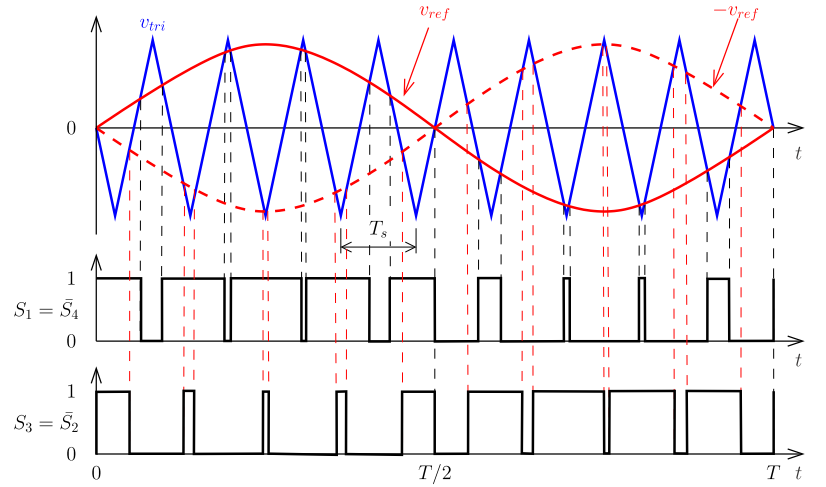 v_ref
−v_ref
v_tri
0
t
T_s
1
S_1 = S̄_4
0
t
1
S_3 = S̄_2
0
0 T/2 T t